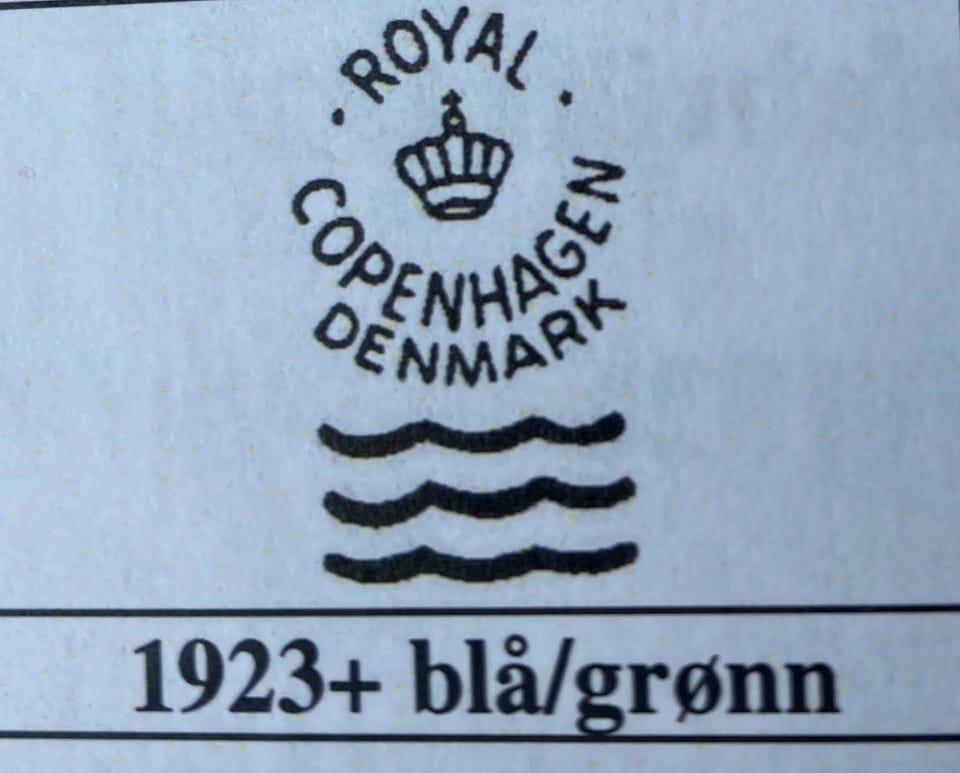 · ROYAL ·
COPENHAGEN
DENMARK
1923+ blå/grønn